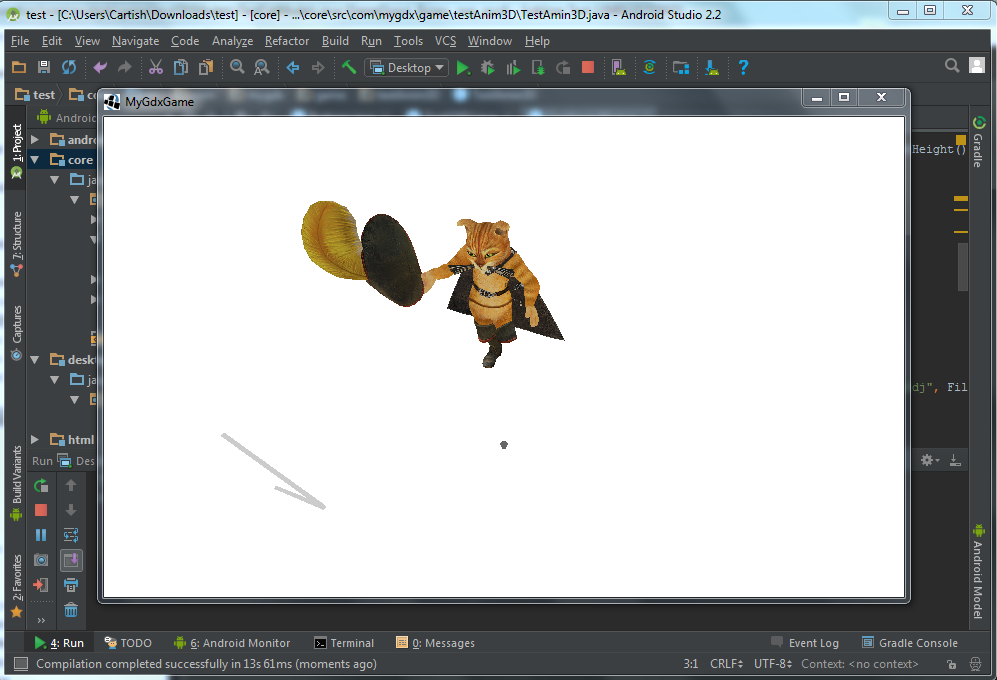 test - [C:\Users\Cartish\Downloads\test] - [core] - ...\core\src\com\mygdx\game\testAnim3D\TestAmin3D.java - Android Studio 2.2
File Edit View Navigate Code Analyze Refactor Build Run Tools VCS Window Help
Desktop
test
MyGdxGame
Android
1: Project
andro
core
ja
Height()
Gradle
7: Structure
Captures
deskt
ja
dj", Fil
html
Run Des
Build Variants
2: Favorites
Android Model
4: Run TODO 6: Android Monitor Terminal 0: Messages Event Log Gradle Console
Compilation completed successfully in 13s 61ms (moments ago) 3:1 CRLF UTF-8 Context: <no context>